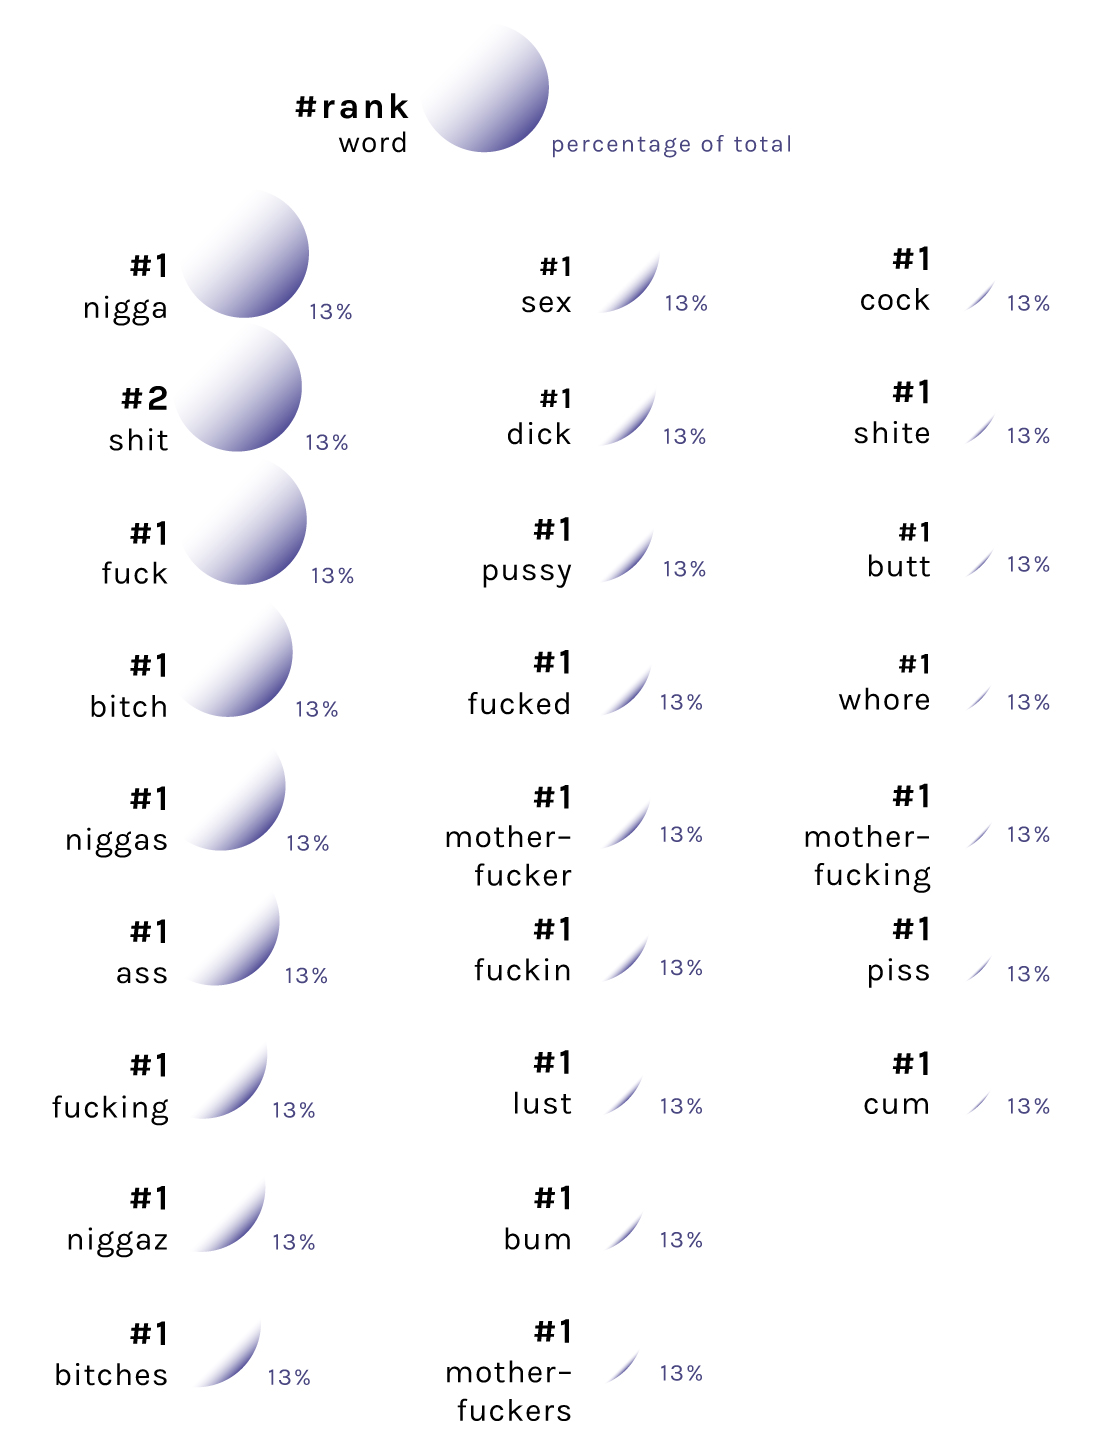 #rank
word
percentage of total
#1
nigga
13%
#2
shit
13%
#1
fuck
13%
#1
bitch
13%
#1
niggas
13%
#1
ass
13%
#1
fucking
13%
#1
niggaz
13%
#1
bitches
13%
#1
sex
13%
#1
dick
13%
#1
pussy
13%
#1
fucked
13%
#1
mother–
fucker
13%
#1
fuckin
13%
#1
lust
13%
#1
bum
13%
#1
mother–
fuckers
13%
#1
cock
13%
#1
shite
13%
#1
butt
13%
#1
whore
13%
#1
mother–
fucking
13%
#1
piss
13%
#1
cum
13%